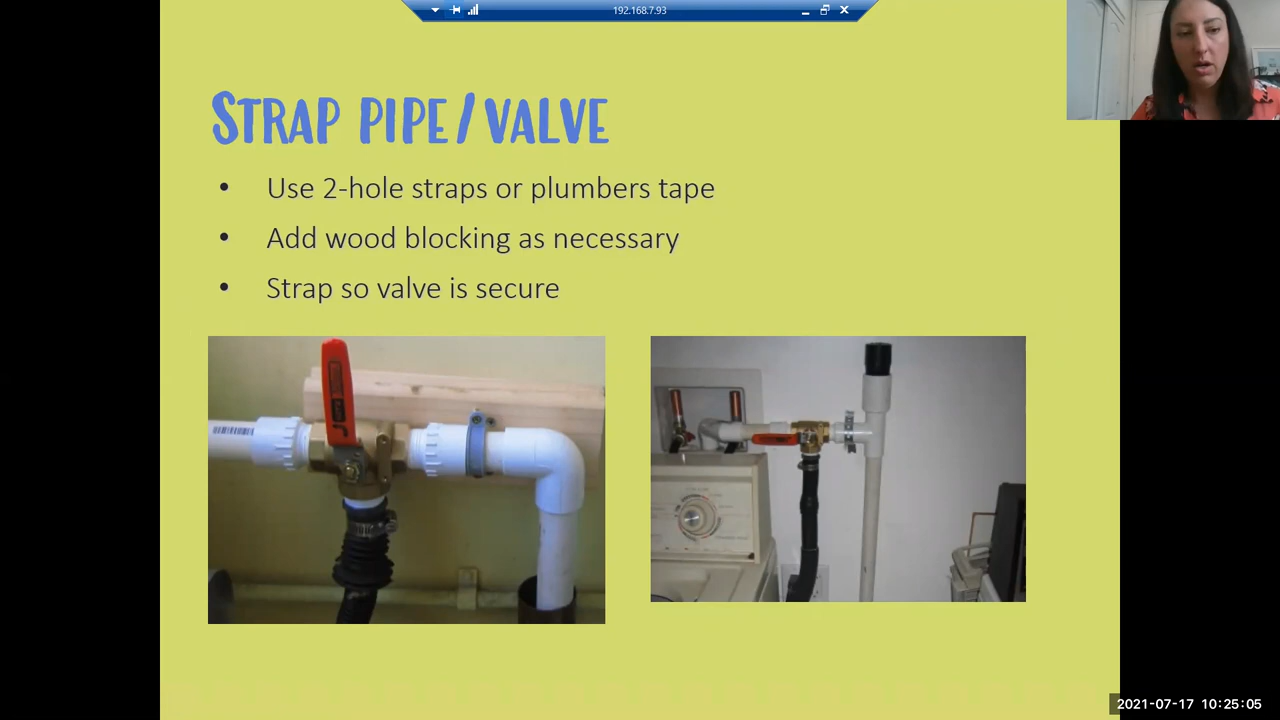 192.168.7.93
STRAP PIPE/VALVE
• Use 2-hole straps or plumbers tape
• Add wood blocking as necessary
• Strap so valve is secure
2021-07-17 10:25:05